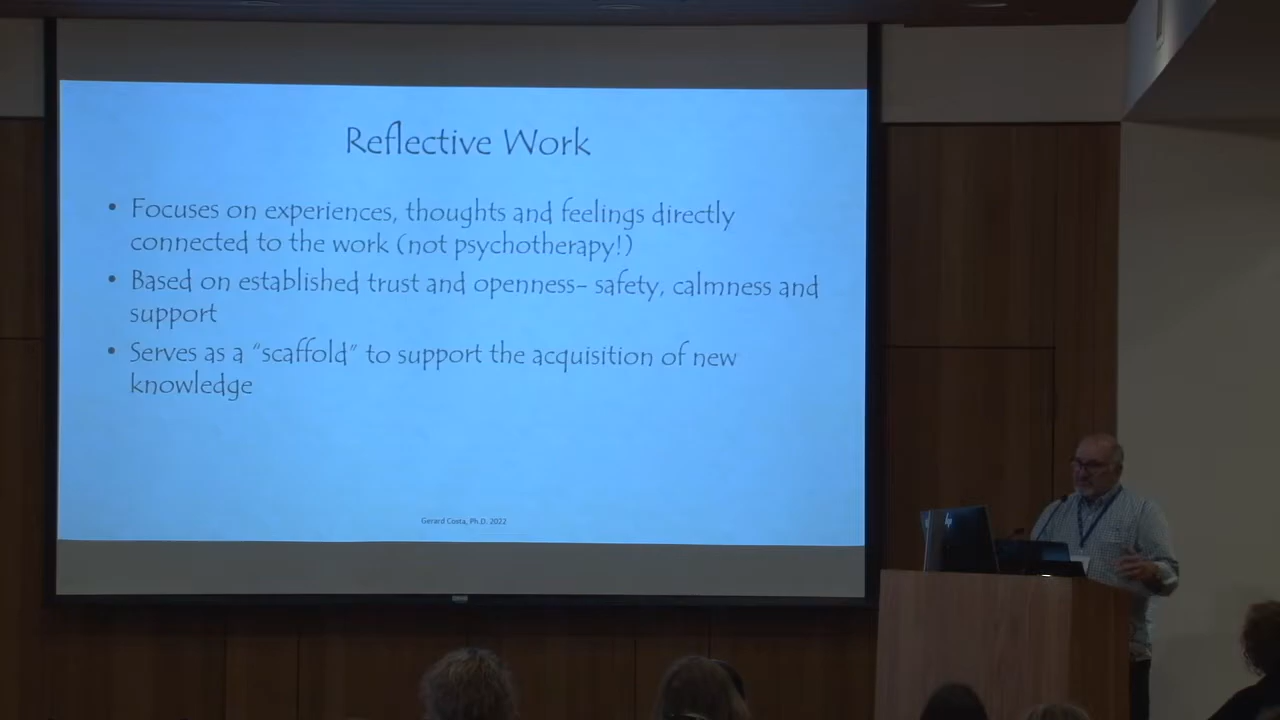 Reflective Work
• Focuses on experiences, thoughts and feelings directly
connected to the work (not psychotherapy!)
• Based on established trust and openness- safety, calmness and
support
• Serves as a “scaffold” to support the acquisition of new
knowledge
Gerard Costa, Ph.D. 2022
hp